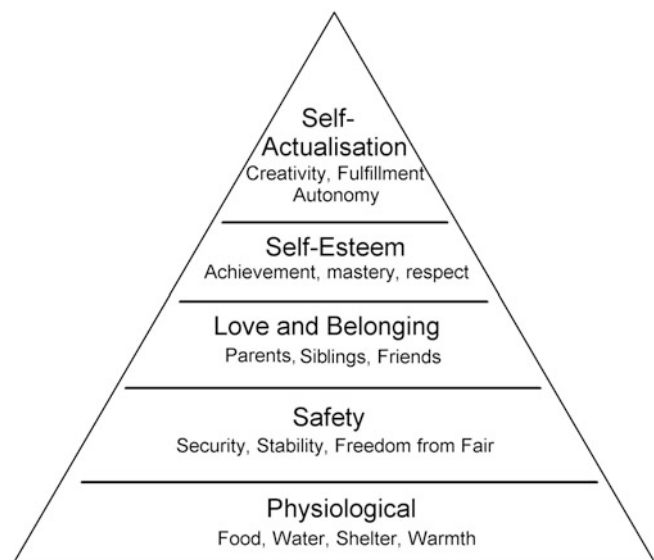 Self-
Actualisation
Creativity, Fulfillment
Autonomy
Self-Esteem
Achievement, mastery, respect
Love and Belonging
Parents, Siblings, Friends
Safety
Security, Stability, Freedom from Fair
Physiological
Food, Water, Shelter, Warmth